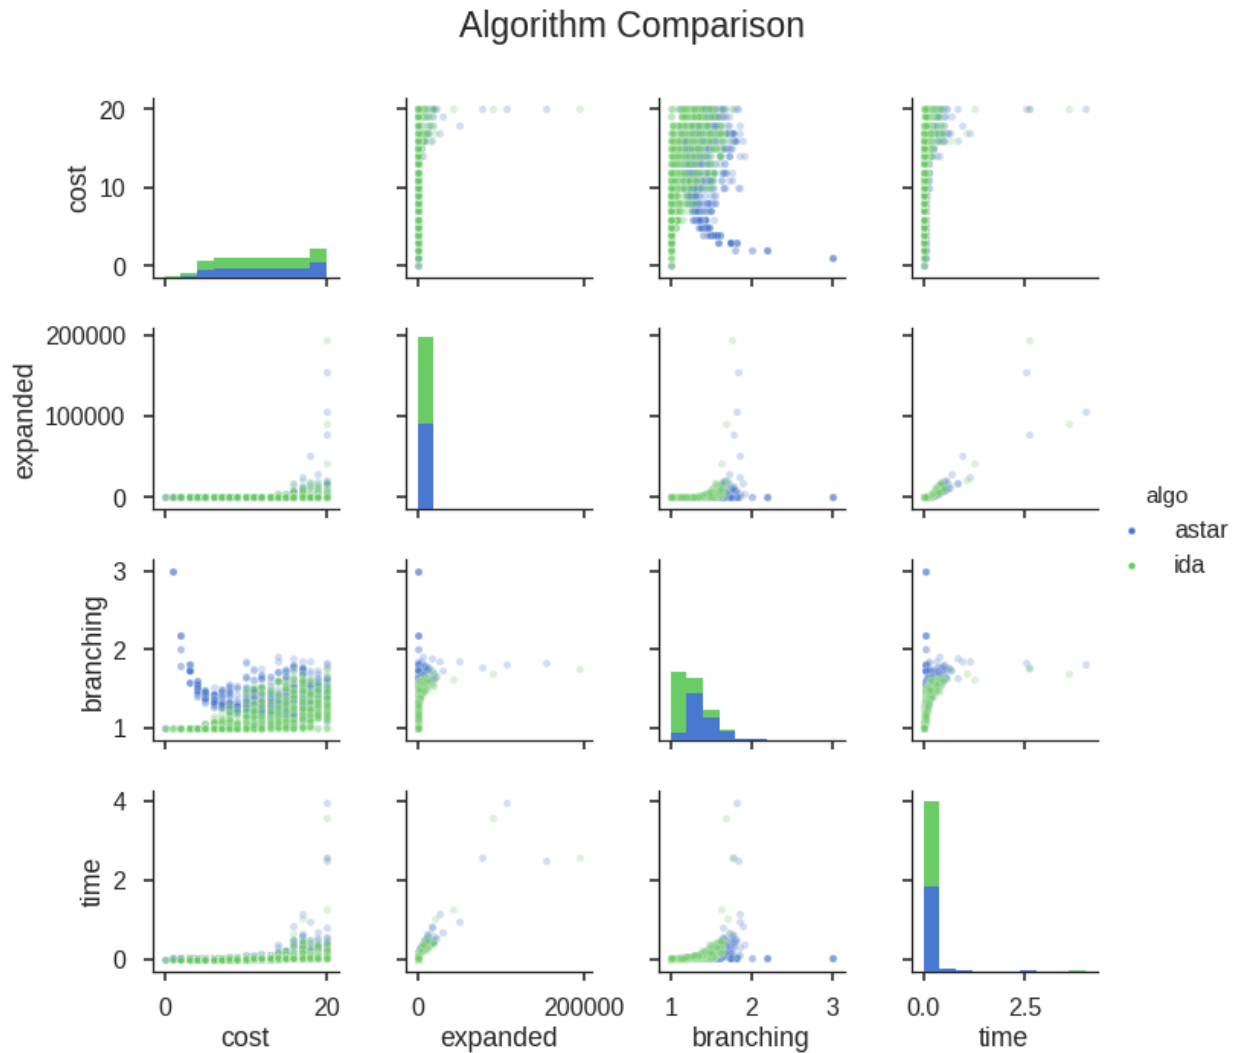 Algorithm Comparison
20
10
0
cost
200000
100000
0
expanded
3
2
1
branching
4
2
0
time
0 20
cost
0 200000
expanded
1 2 3
branching
0.0 2.5
time
algo
astar
ida